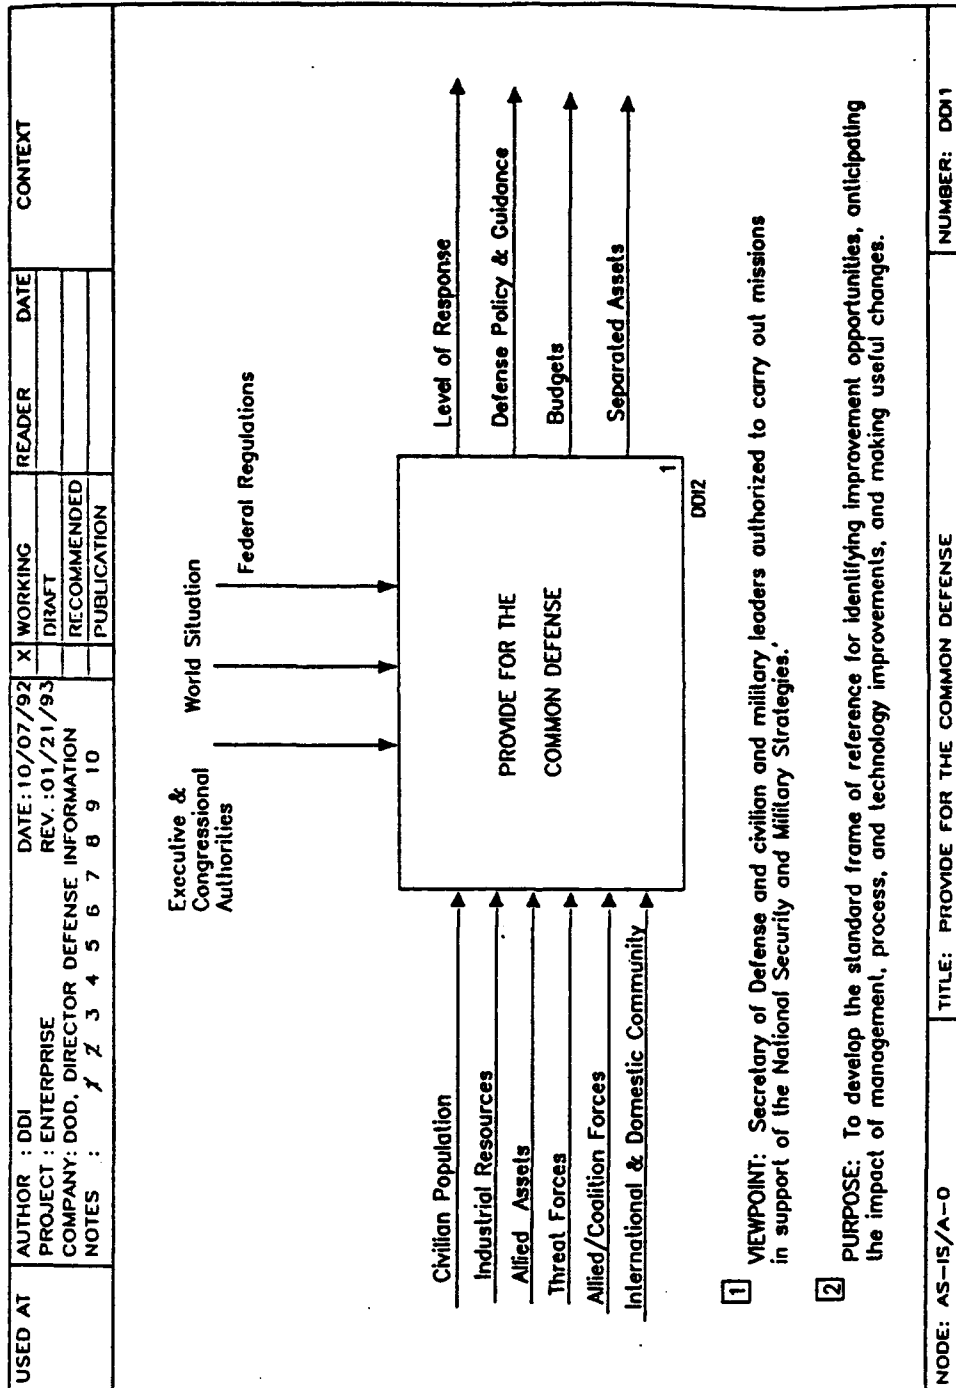 USED AT
AUTHOR : DDI
PROJECT : ENTERPRISE
COMPANY: DOD, DIRECTOR DEFENSE INFORMATION
NOTES : 1 2 3 4 5 6 7 8 9 10
DATE: 10/07/92
REV. :01/21/93
X WORKING
DRAFT
RECOMMENDED
PUBLICATION
READER DATE
CONTEXT
Executive &
Congressional
Authorities
World Situation
Federal Regulations
Civilian Population
Industrial Resources
Allied Assets
Threat Forces
Allied/Coalition Forces
International & Domestic Community
PROVIDE FOR THE
COMMON DEFENSE
1
DDI2
Level of Response
Defense Policy & Guidance
Budgets
Separated Assets
1 VIEWPOINT: Secretary of Defense and civilian and military leaders authorized to carry out missions
in support of the National Security and Military Strategies.
2 PURPOSE: To develop the standard frame of reference for identifying improvement opportunities, anticipating
the impact of management, process, and technology improvements, and making useful changes.
NODE: AS-IS/A-0
TITLE: PROVIDE FOR THE COMMON DEFENSE
NUMBER: DDI1